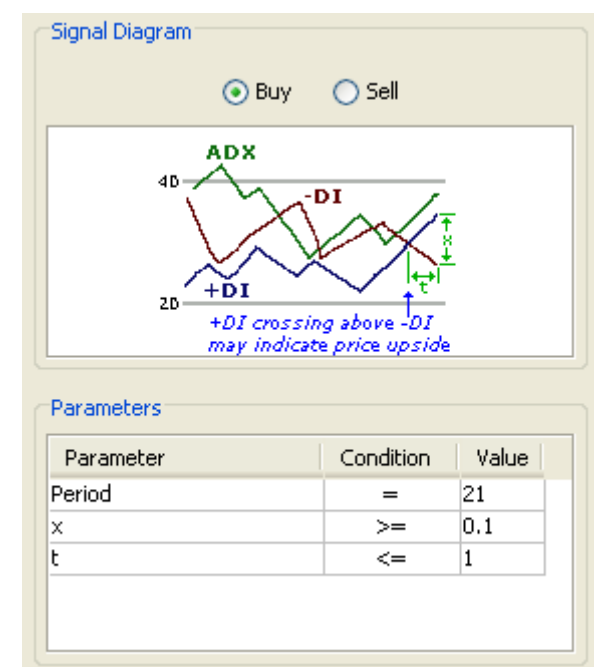 Signal Diagram
Buy Sell
ADX
40
-DI
x
+DI
t
20
+DI crossing above -DI
may indicate price upside
Parameters
Parameter Condition Value
Period = 21
x >= 0.1
t <= 1